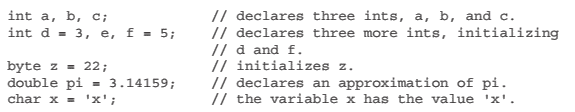 int a, b, c;            // declares three ints, a, b, and c.
int d = 3, e, f = 5;    // declares three more ints, initializing
                        // d and f.
byte z = 22;            // initializes z.
double pi = 3.14159;    // declares an approximation of pi.
char x = 'x';           // the variable x has the value 'x'.